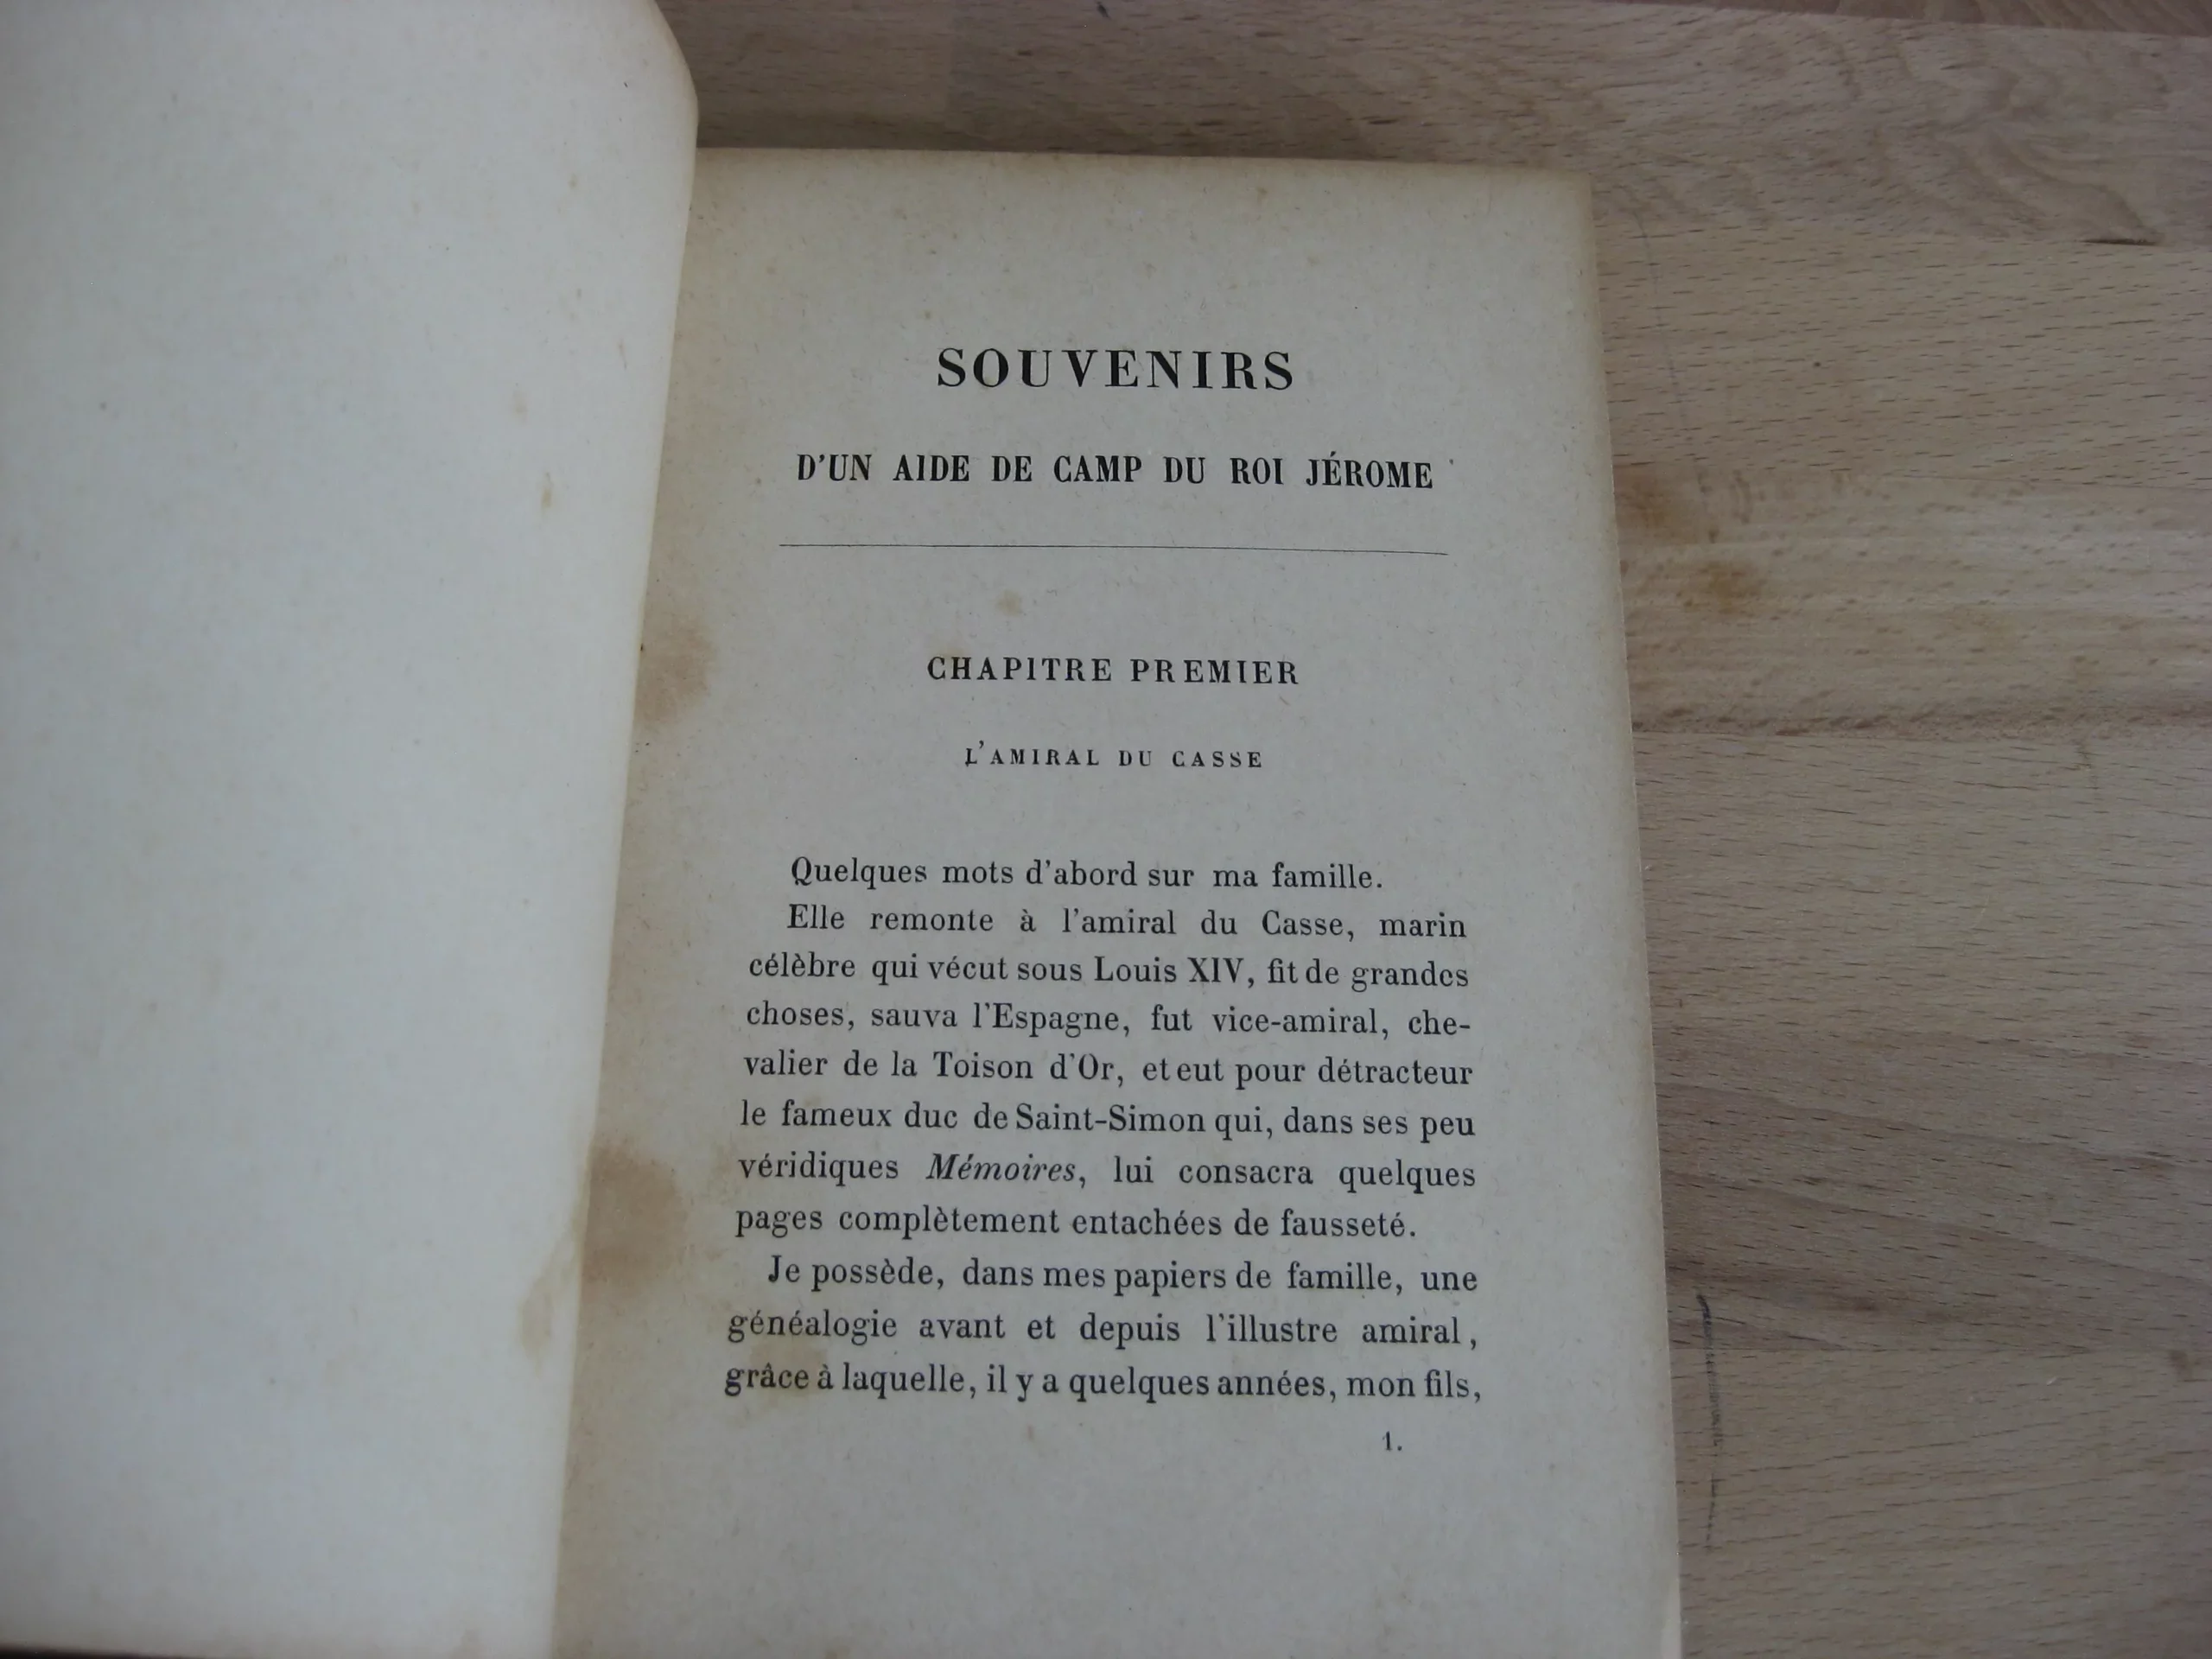 SOUVENIRS
D'UN AIDE DE CAMP DU ROI JÉROME
CHAPITRE PREMIER
L'AMIRAL DU CASSE
Quelques mots d'abord sur ma famille.
Elle remonte à l'amiral du Casse, marin
célèbre qui vécut sous Louis XIV, fit de grandes
choses, sauva l'Espagne, fut vice-amiral, che-
valier de la Toison d'Or, et eut pour détracteur
le fameux duc de Saint-Simon qui, dans ses peu
véridiques Mémoires, lui consacra quelques
pages complètement entachées de fausseté.
Je possède, dans mes papiers de famille, une
généalogie avant et depuis l'illustre amiral,
grâce à laquelle, il y a quelques années, mon fils,
1.